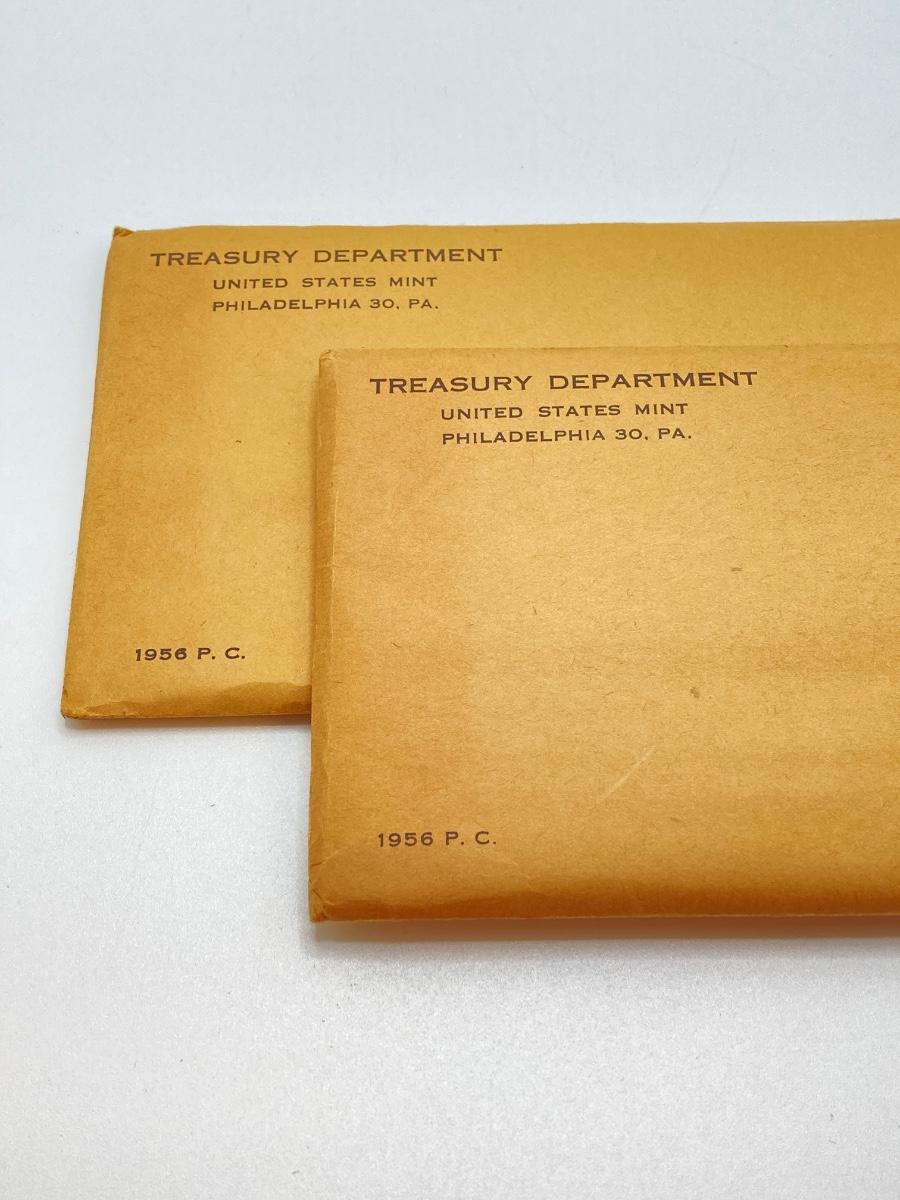 TREASURY DEPARTMENT
UNITED STATES MINT
PHILADELPHIA 30, PA.
1956 P. C.
TREASURY DEPARTMENT
UNITED STATES MINT
PHILADELPHIA 30, PA.
1956 P. C.